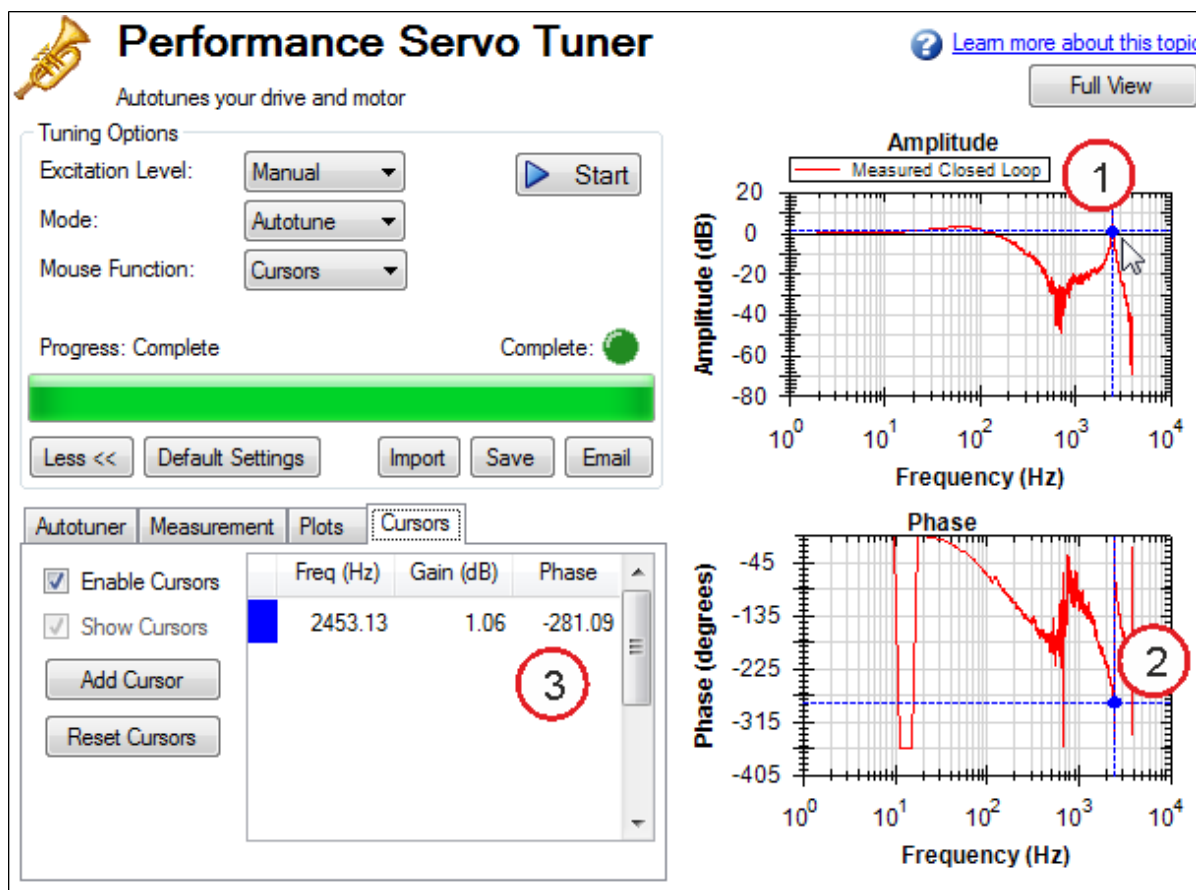 Performance Servo Tuner
Autotunes your drive and motor
Learn more about this topic
Full View
Tuning Options
Excitation Level: Manual
Start
Mode: Autotune
Mouse Function: Cursors
Progress: Complete
Complete:
Less <<
Default Settings
Import
Save
Email
Autotuner
Measurement
Plots
Cursors
Enable Cursors
Show Cursors
Add Cursor
Reset Cursors
Freq (Hz) Gain (dB) Phase
2453.13 1.06 -281.09
3
Amplitude
Measured Closed Loop
1
Amplitude (dB)
20
0
-20
-40
-60
-80
10^0 10^1 10^2 10^3 10^4
Frequency (Hz)
Phase
Phase (degrees)
-45
-135
-225
-315
-405
2
10^0 10^1 10^2 10^3 10^4
Frequency (Hz)